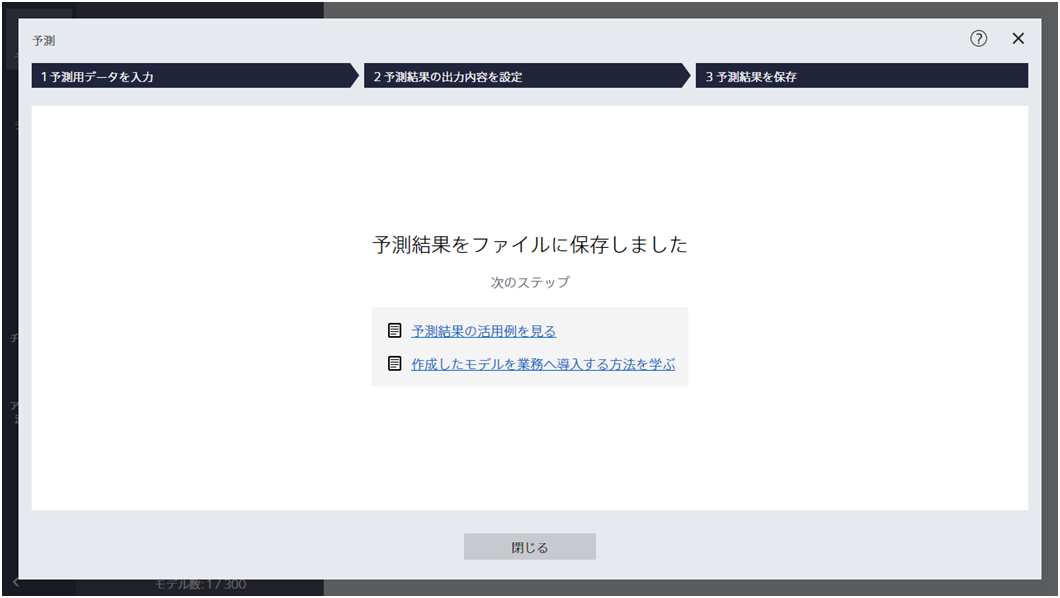 予測
1 予測用データを入力
2 予測結果の出力内容を設定
3 予測結果を保存
予測結果をファイルに保存しました
次のステップ
予測結果の活用例を見る
作成したモデルを業務へ導入する方法を学ぶ
閉じる
モデル数: 1 / 300